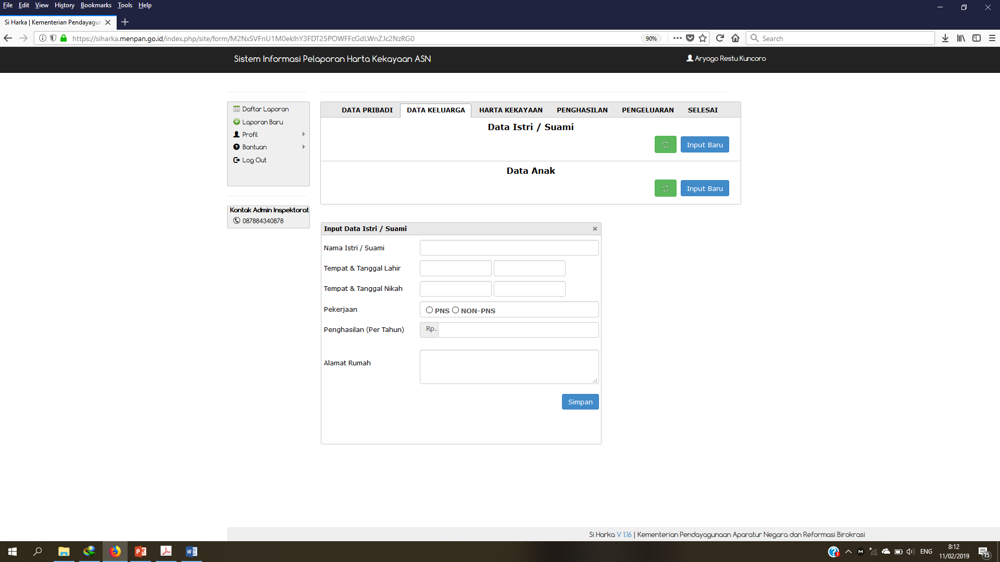 File Edit View History Bookmarks Tools Help
Si Harka | Kementerian Pendayagun
https://siharka.menpan.go.id/index.php/site/form/M2NxSVFnU1M0eklhY3FDT25POWFFcGdLWnZJc2NzRG0
90%
Search
Sistem Informasi Pelaporan Harta Kekayaan ASN
Aryogo Restu Kuncoro
Daftar Laporan
Laporan Baru
Profil
Bantuan
Log Out
Kontak Admin Inspektorat
087884340878
DATA PRIBADI DATA KELUARGA HARTA KEKAYAAN PENGHASILAN PENGELUARAN SELESAI
Data Istri / Suami
Input Baru
Data Anak
Input Baru
Input Data Istri / Suami
Nama Istri / Suami
Tempat & Tanggal Lahir
Tempat & Tanggal Nikah
Pekerjaan PNS NON-PNS
Penghasilan (Per Tahun) Rp.
Alamat Rumah
Simpan
Si Harka V 1.16 | Kementerian Pendayagunaan Aparatur Negara dan Reformasi Birokrasi
ENG
8:12
11/02/2019
15